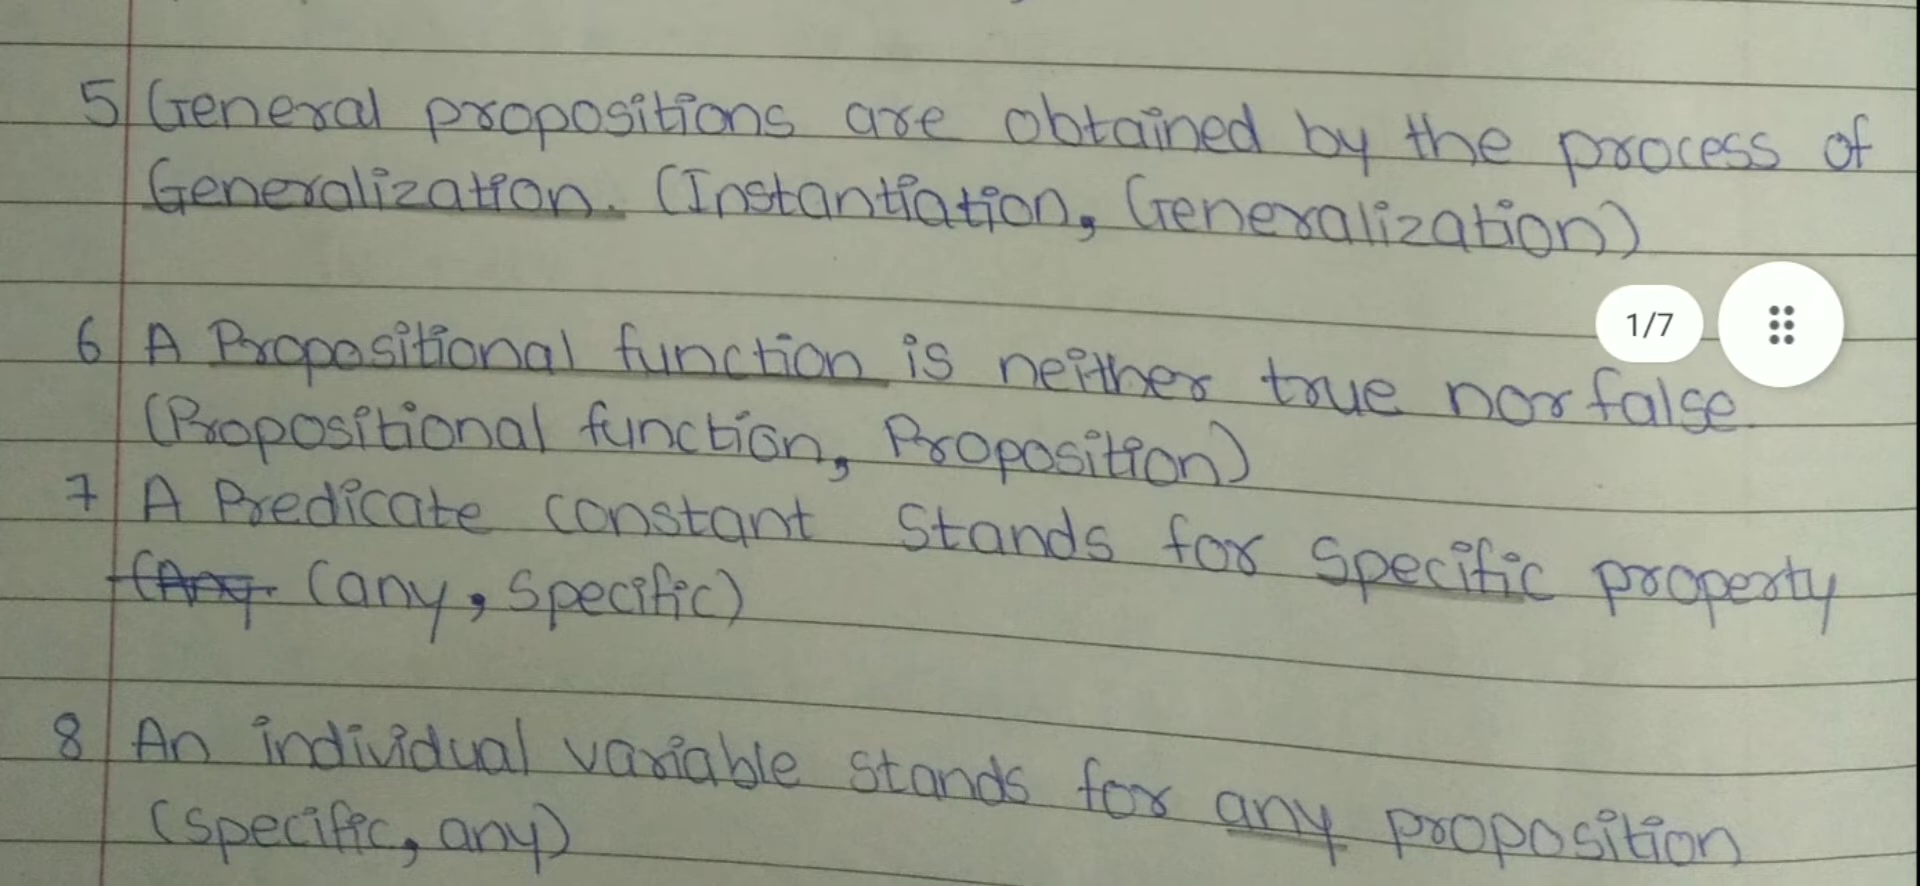 5 General propositions are obtained by the process of
Generalization. (Instantiation, Generalization)
1/7
6 A Propositional function is neither true nor false.
(Propositional function, Proposition)
7 A Predicate constant stands for specific property
(Any (any, specific)
8 An individual variable stands for any proposition
(specific, any)